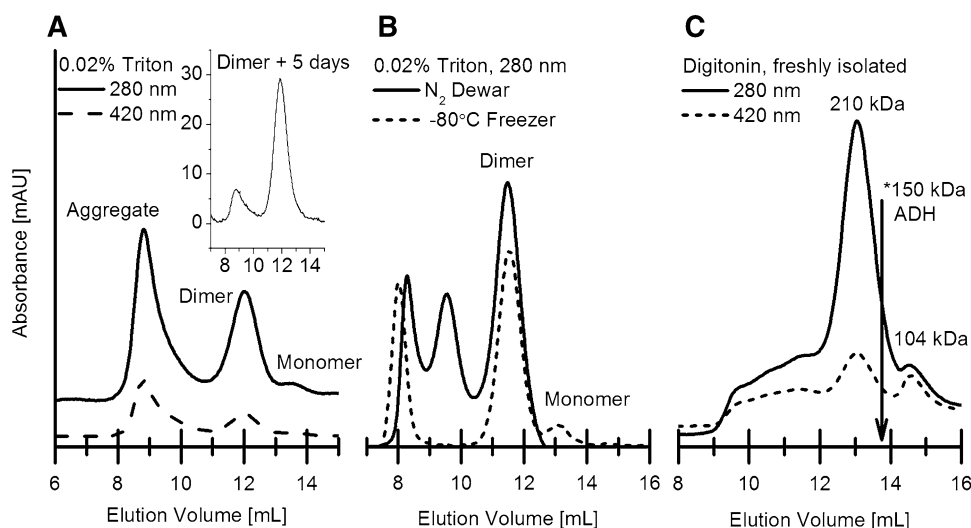 A
0.02% Triton
280 nm
420 nm
Dimer + 5 days
30
20
10
0
8 10 12 14
Aggregate
Dimer
Monomer
Absorbance [mAU]
6 8 10 12 14
Elution Volume [mL]
B
0.02% Triton, 280 nm
N2 Dewar
-80°C Freezer
Dimer
Monomer
8 10 12 14 16
Elution Volume [mL]
C
Digitonin, freshly isolated
280 nm
420 nm
210 kDa
*150 kDa
ADH
104 kDa
8 10 12 14 16
Elution Volume [mL]